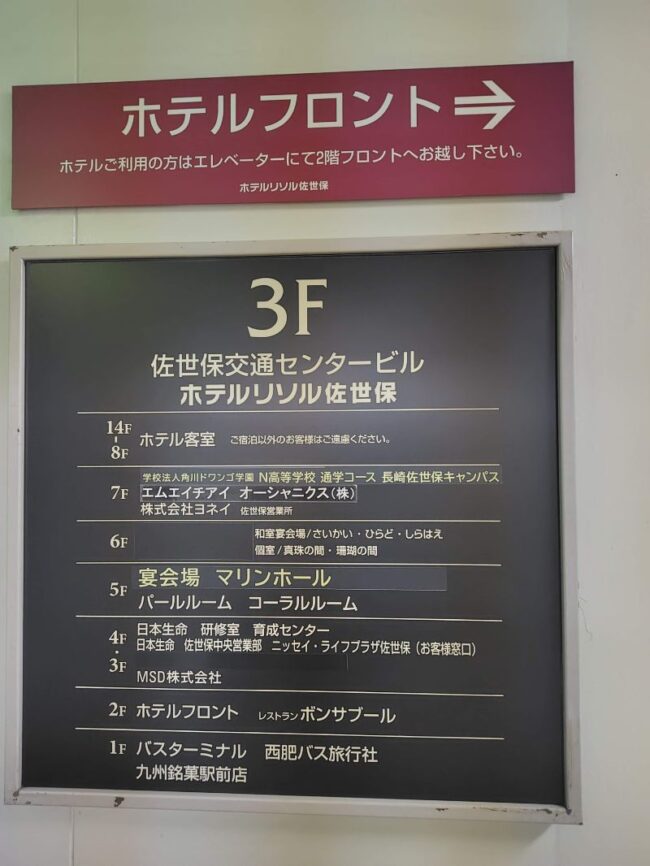 ホテルフロント→
ホテルご利用の方はエレベーターにて2階フロントへお越し下さい。
ホテルリソル佐世保
3F
佐世保交通センタービル
ホテルリソル佐世保
14F - 8F ホテル客室 ご宿泊以外のお客様はご遠慮ください。
7F 学校法人角川ドワンゴ学園 N高等学校 通学コース 長崎佐世保キャンパス
エムエイチアイ オーシャニクス(株)
株式会社ヨネイ 佐世保営業所
6F 和室宴会場/さいかい・ひらど・しらはえ
個室/真珠の間・珊瑚の間
5F 宴会場 マリンホール
パールルーム コーラルルーム
4F・3F 日本生命 研修室 育成センター
日本生命 佐世保中央営業部 ニッセイ・ライフプラザ佐世保(お客様窓口)
MSD株式会社
2F ホテルフロント レストラン ボンサブール
1F バスターミナル 西肥バス旅行社
九州銘菓駅前店